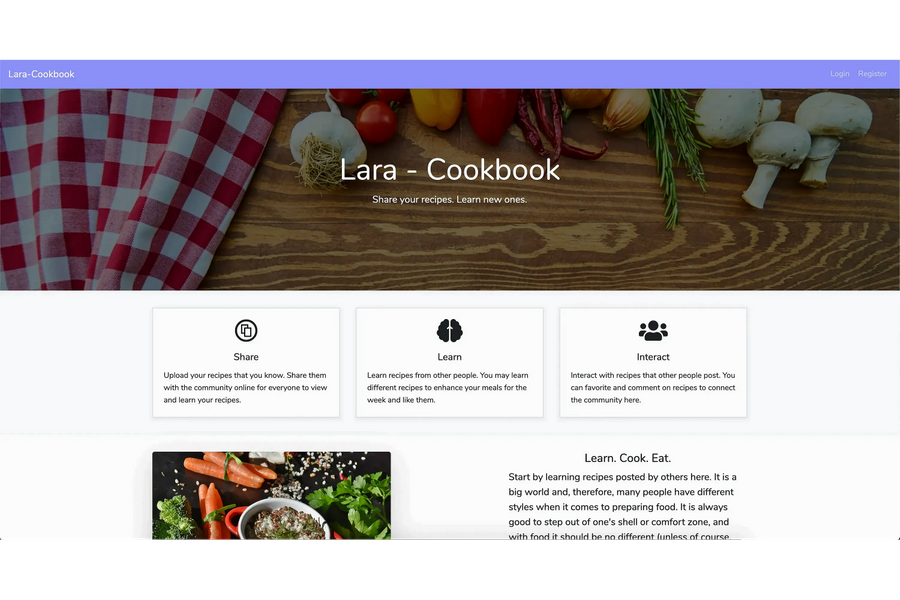 Lara-Cookbook
Login Register
Lara - Cookbook
Share your recipes. Learn new ones.
Share
Upload your recipes that you know. Share them
with the community online for everyone to view
and learn your recipes.
Learn
Learn recipes from other people. You may learn
different recipes to enhance your meals for the
week and like them.
Interact
Interact with recipes that other people post. You
can favorite and comment on recipes to connect
the community here.
Learn. Cook. Eat.
Start by learning recipes posted by others here. It is a
big world and, therefore, many people have different
styles when it comes to preparing food. It is always
good to step out of one's shell or comfort zone, and
with food it should be no different (unless of course,